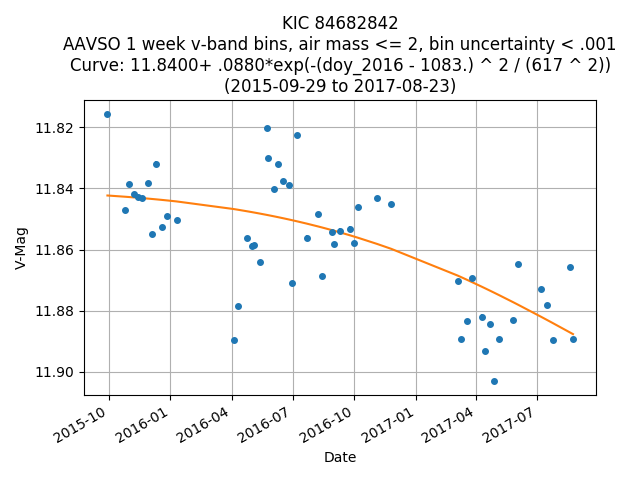 KIC 84682842
AAVSO 1 week v-band bins, air mass <= 2, bin uncertainty < .001
Curve: 11.8400+ .0880*exp(-(doy_2016 - 1083.) ^ 2 / (617 ^ 2))
(2015-09-29 to 2017-08-23)
V-Mag
11.82
11.84
11.86
11.88
11.90
2015-10
2016-01
2016-04
2016-07
2016-10
2017-01
2017-04
2017-07
Date